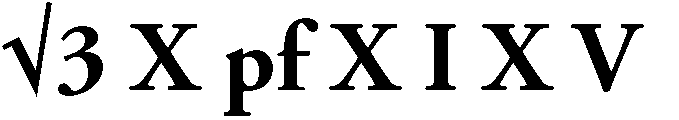 √3 X pf X I X V